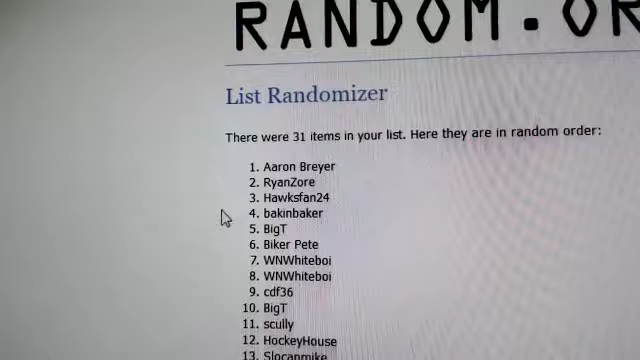 RANDOM.OR
List Randomizer
There were 31 items in your list. Here they are in random order:
1. Aaron Breyer
2. RyanZore
3. Hawksfan24
4. bakinbaker
5. BigT
6. Biker Pete
7. WNWhiteboi
8. WNWhiteboi
9. cdf36
10. BigT
11. scully
12. HockeyHouse
13. Slocanmike